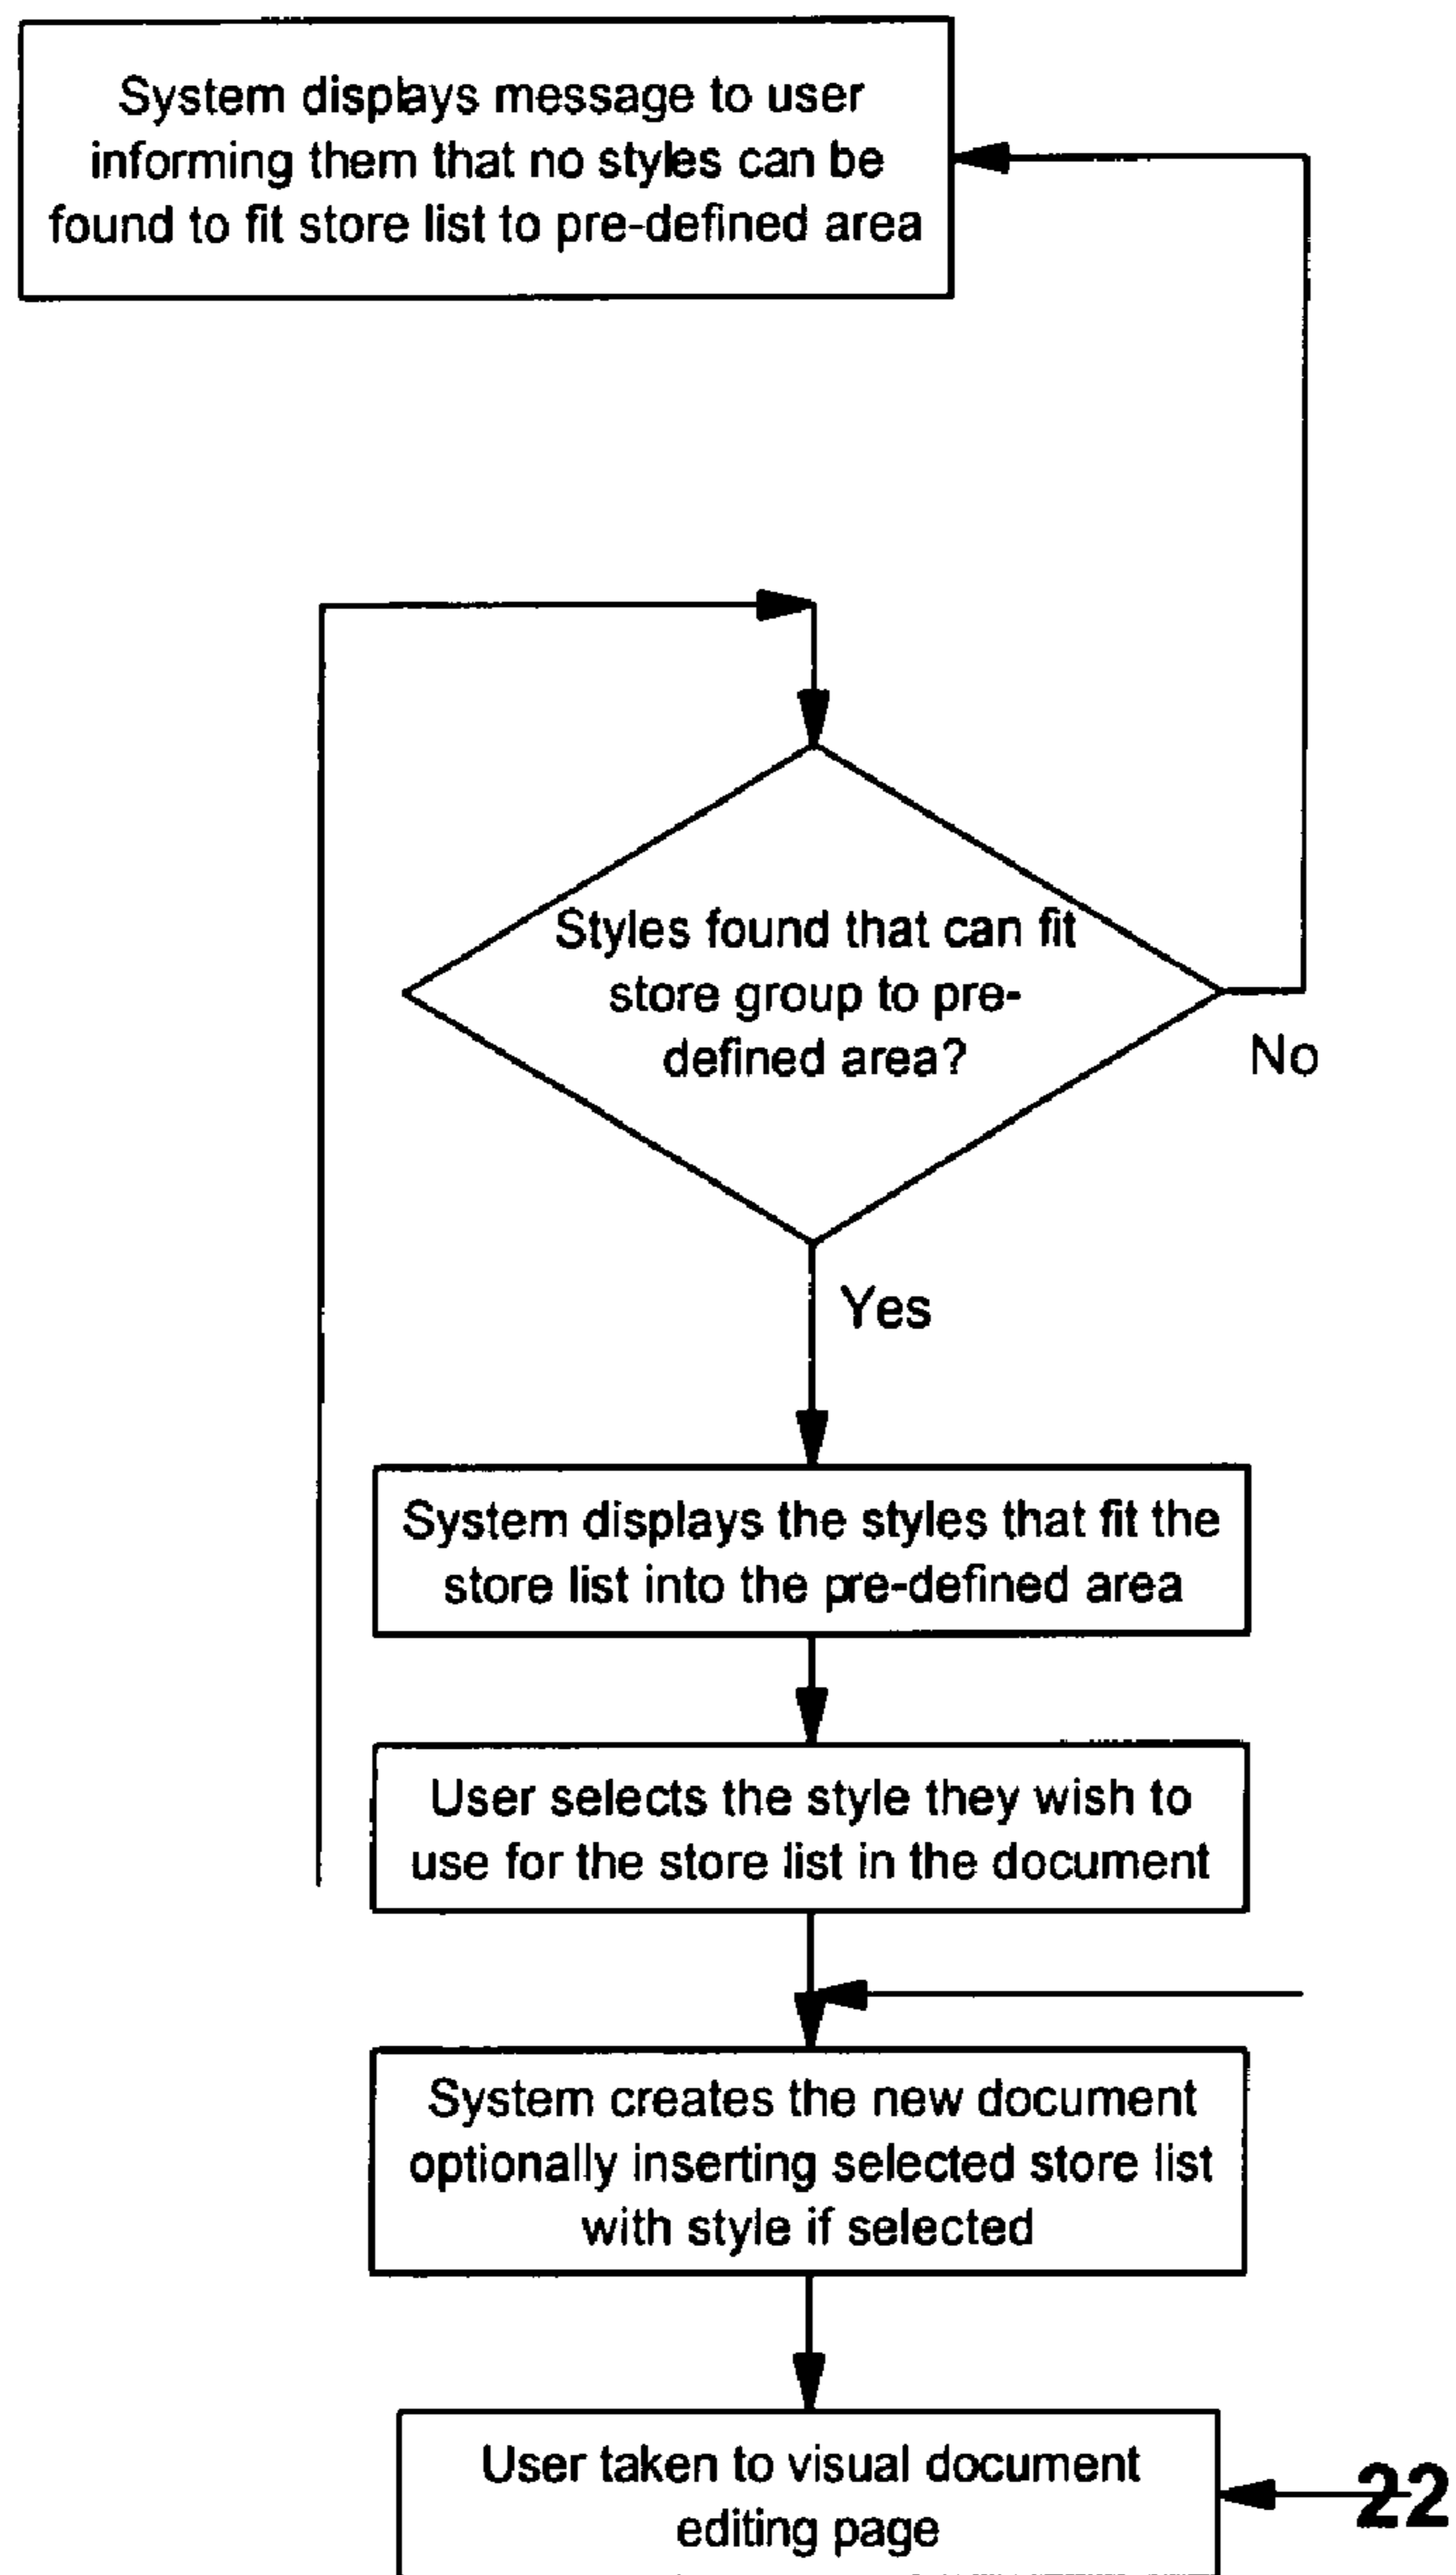 System displays message to user
informing them that no styles can be
found to fit store list to pre-defined area
Styles found that can fit
store group to pre-
defined area?
No
Yes
System displays the styles that fit the
store list into the pre-defined area
User selects the style they wish to
use for the store list in the document
System creates the new document
optionally inserting selected store list
with style if selected
User taken to visual document
editing page
22